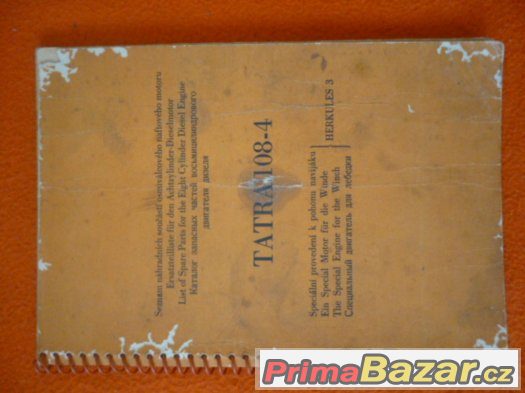 Seznam náhradních součástí osmiválcového naftového motoru
Ersatzteilliste für den Achtzylinder-Dieselmotor
List of Spare Parts for the Eight Cylinder Diesel Engine
Каталог запасных частей восьмицилиндрового
двигателя дизеля
TATRA 108-4
Speciální provedení k pohonu navijáku
Ein Special Motor für die Winde
The Special Engine for the Winch
Специальный двигатель для лебедки
HERKULES 3
PrimaBazar.cz